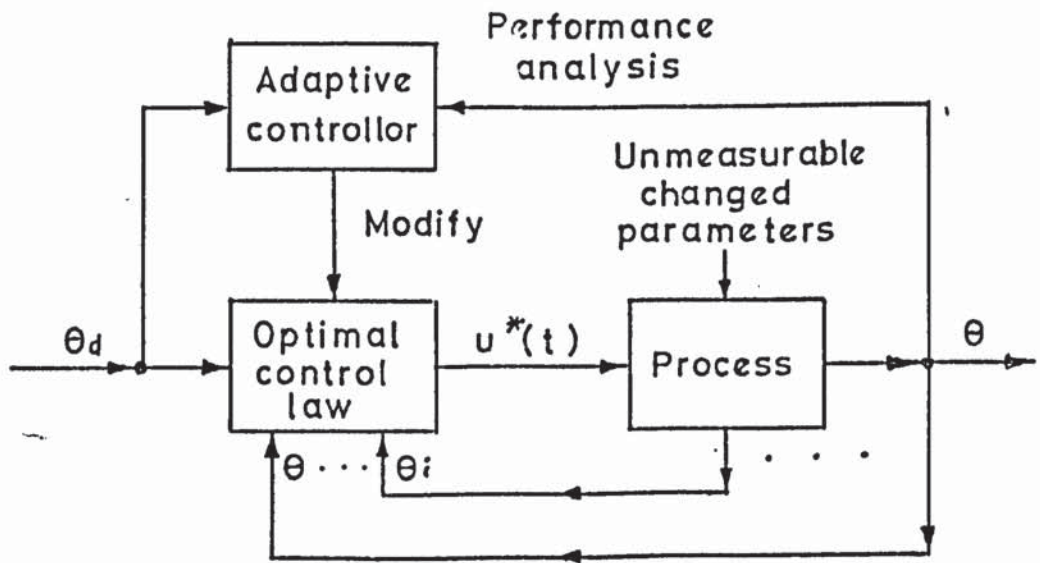 Performance
analysis
Adaptive
controllor
Unmeasurable
changed
parameters
Modify
θd
Optimal
control
law
u*(t)
Process
θ
θ ··· θi
. . .